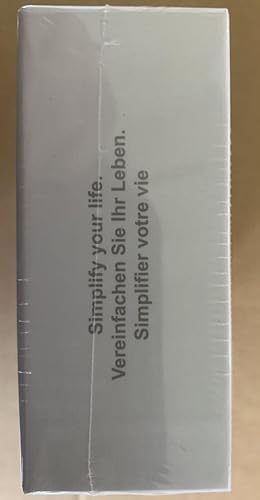 Simplify your life.
Vereinfachen Sie Ihr Leben.
Simplifier votre vie